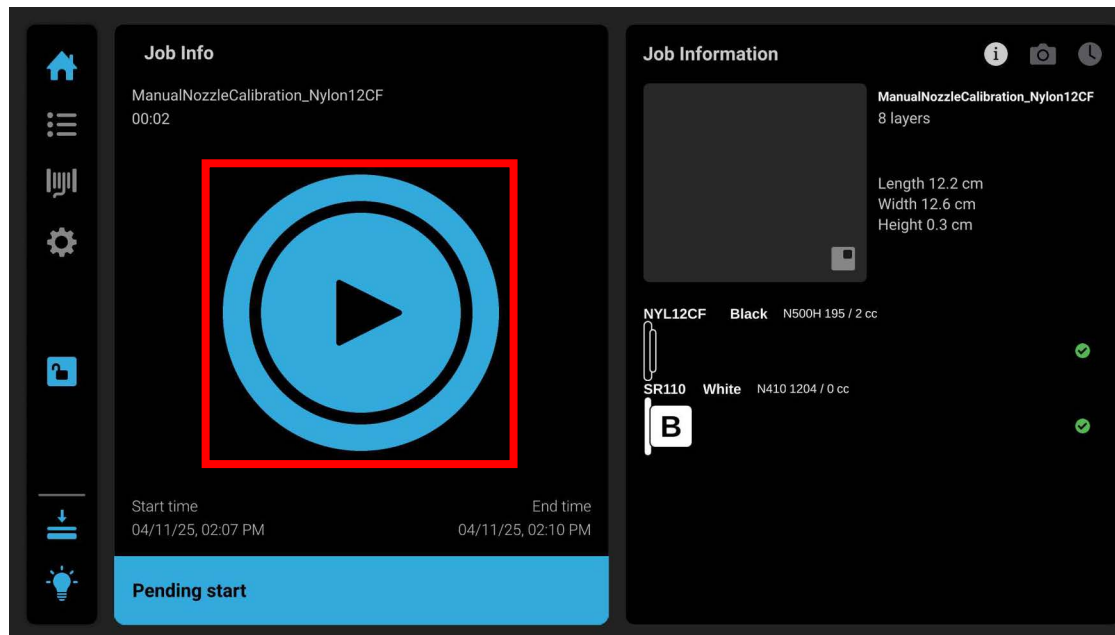 Job Info
ManualNozzleCalibration_Nylon12CF
00:02
Start time
04/11/25, 02:07 PM
End time
04/11/25, 02:10 PM
Pending start
Job Information
i
ManualNozzleCalibration_Nylon12CF
8 layers
Length 12.2 cm
Width 12.6 cm
Height 0.3 cm
NYL12CF Black N500H 195 / 2 cc
SR110 White N410 1204 / 0 cc
B